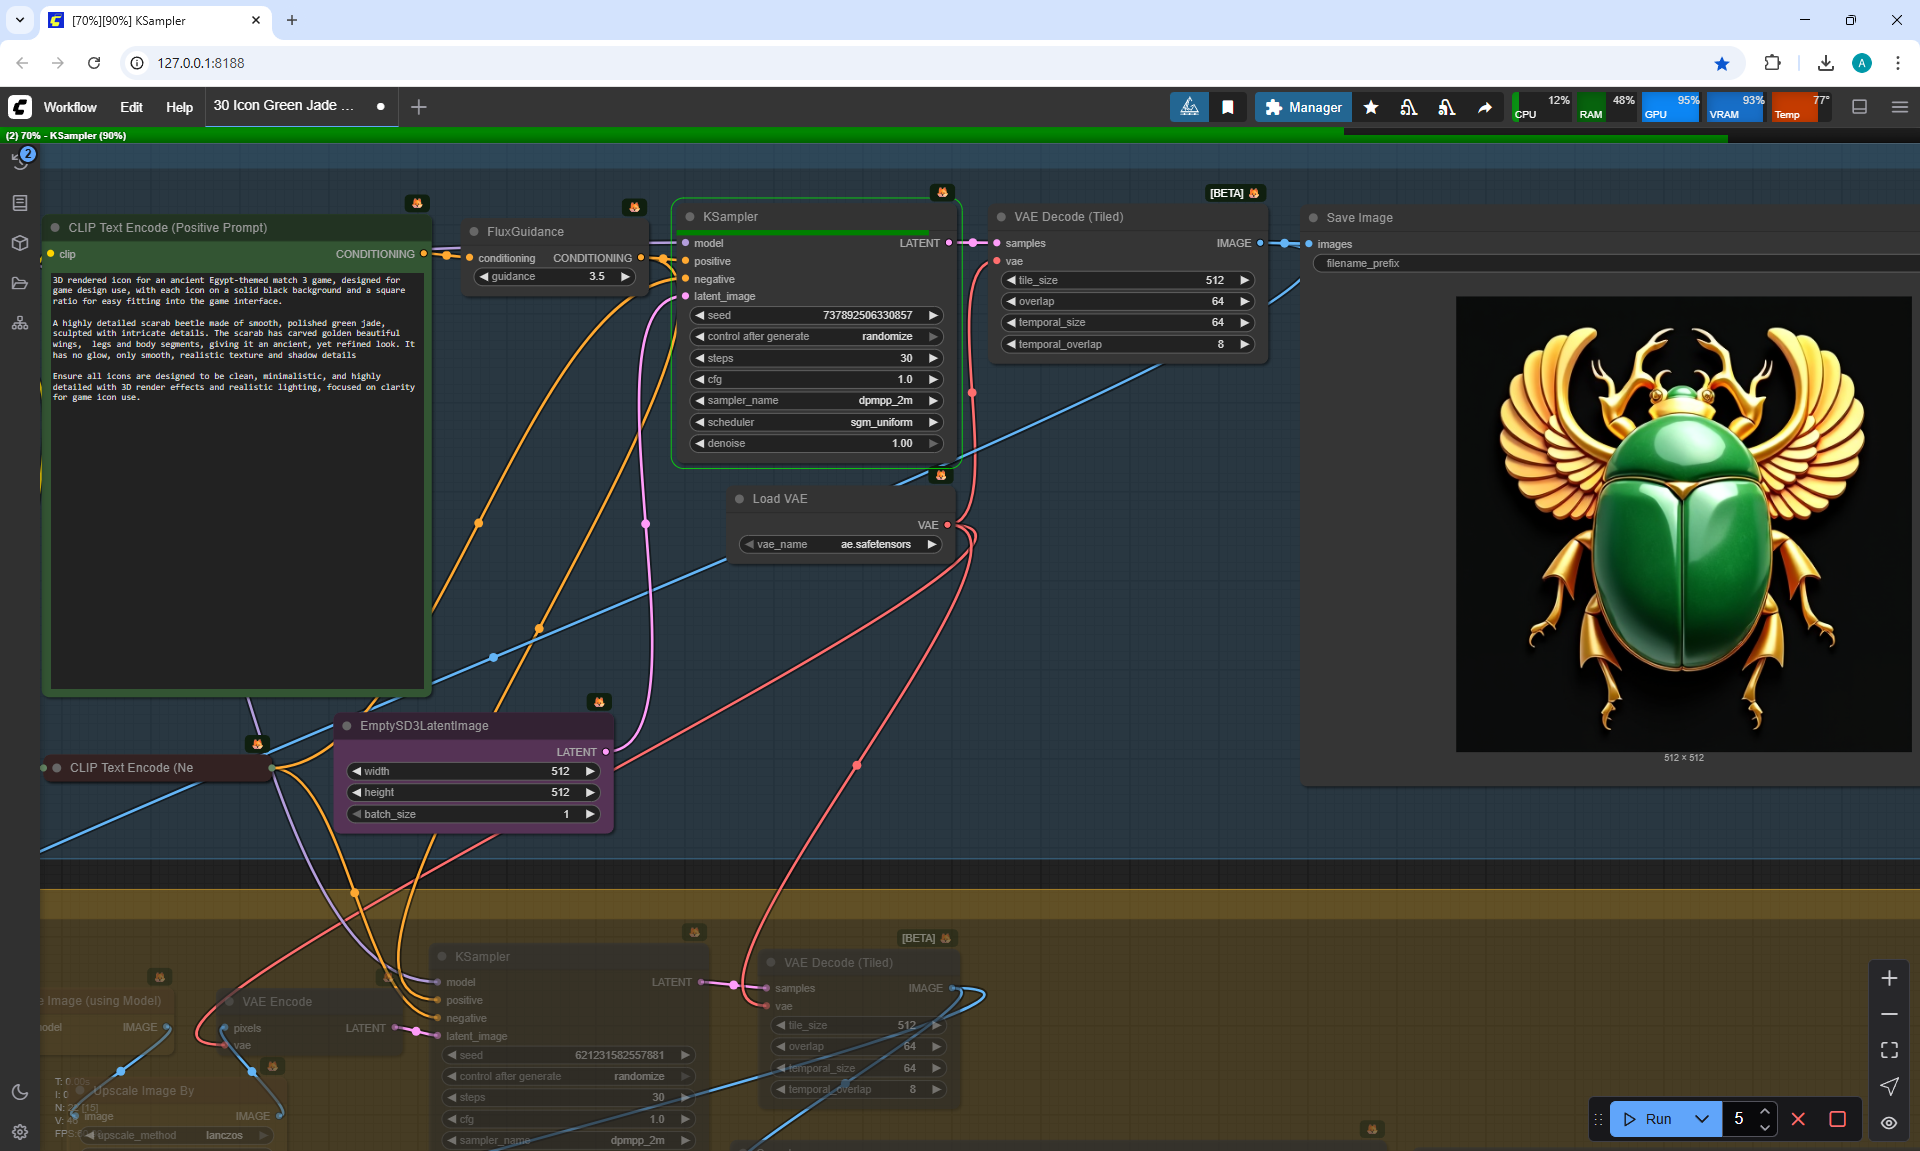 [70%][90%] KSampler
127.0.0.1:8188
A
Workflow Edit Help 30 Icon Green Jade ...
Manager
CPU 12% RAM 48% GPU 95% VRAM 93% Temp 77°
(2) 70% - KSampler (90%)
2
CLIP Text Encode (Positive Prompt)
clip CONDITIONING
3D rendered icon for an ancient Egypt-themed match 3 game, designed for
game design use, with each icon on a solid black background and a square
ratio for easy fitting into the game interface.
A highly detailed scarab beetle made of smooth, polished green jade,
sculpted with intricate details. The scarab has carved golden beautiful
wings, legs and body segments, giving it an ancient, yet refined look. It
has no glow, only smooth, realistic texture and shadow details
Ensure all icons are designed to be clean, minimalistic, and highly
detailed with 3D render effects and realistic lighting, focused on clarity
for game icon use.
FluxGuidance
conditioning CONDITIONING
guidance 3.5
KSampler
model LATENT
positive
negative
latent_image
seed 737892506330857
control after generate randomize
steps 30
cfg 1.0
sampler_name dpmpp_2m
scheduler sgm_uniform
denoise 1.00
[BETA]
VAE Decode (Tiled)
samples IMAGE
vae
tile_size 512
overlap 64
temporal_size 64
temporal_overlap 8
Save Image
images
filename_prefix
512 × 512
Load VAE
VAE
vae_name ae.safetensors
EmptySD3LatentImage
LATENT
width 512
height 512
batch_size 1
CLIP Text Encode (Ne
KSampler
model LATENT
positive
negative
latent_image
seed 621231582557881
control after generate randomize
steps 30
cfg 1.0
sampler_name dpmpp_2m
[BETA]
VAE Decode (Tiled)
samples IMAGE
vae
tile_size 512
overlap 64
temporal_size 64
temporal_overlap 8
e Image (using Model)
odel IMAGE
VAE Encode
pixels LATENT
vae
Upscale Image By
image IMAGE
upscale_method lanczos
Run 5